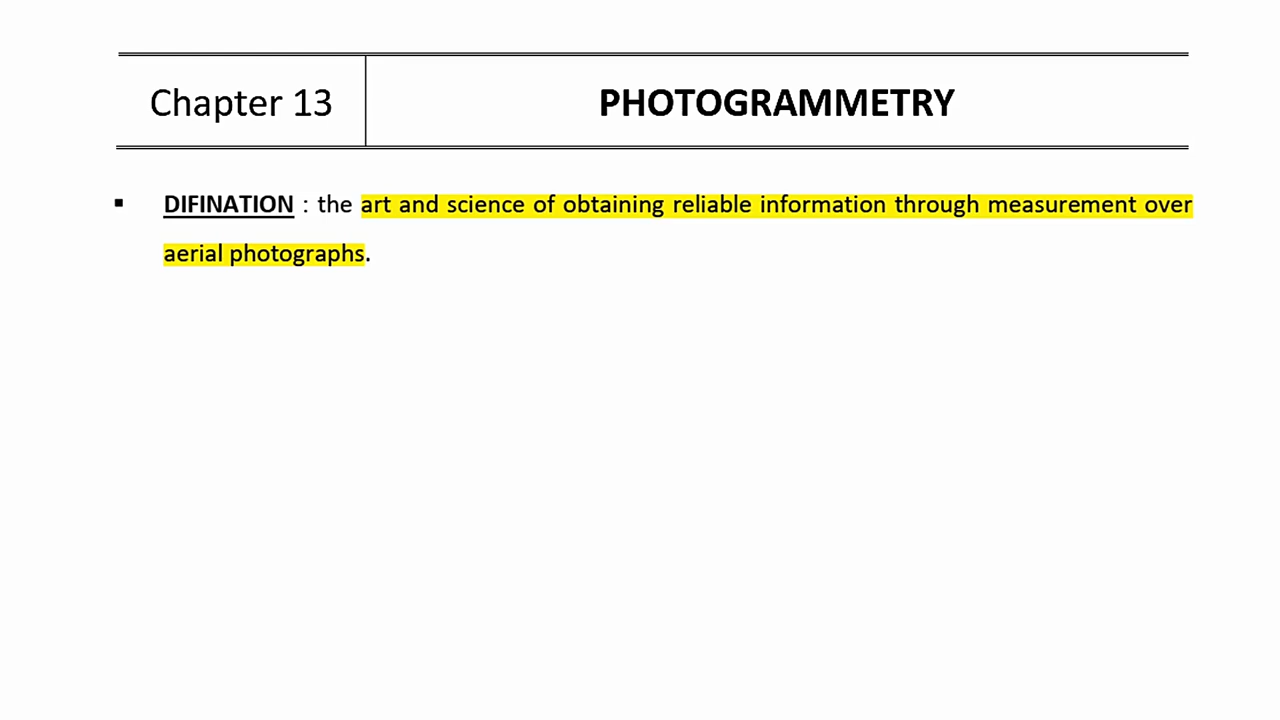 Chapter 13
PHOTOGRAMMETRY
▪ DIFINATION : the art and science of obtaining reliable information through measurement over
aerial photographs.